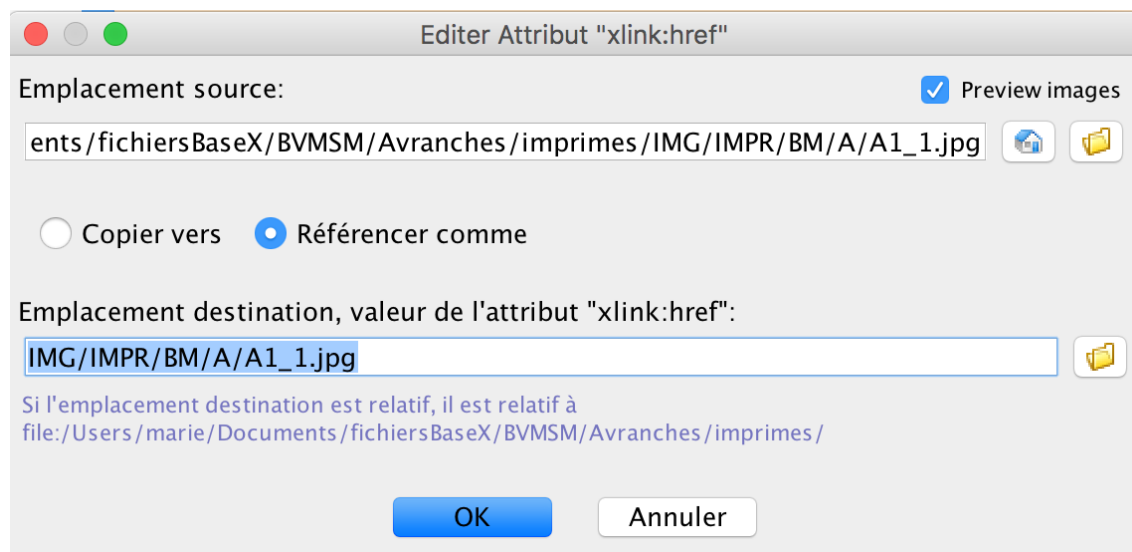 Editer Attribut "xlink:href"
Emplacement source:
Preview images
ents/fichiersBaseX/BVMSM/Avranches/imprimes/IMG/IMPR/BM/A/A1_1.jpg
Copier vers Référencer comme
Emplacement destination, valeur de l'attribut "xlink:href":
IMG/IMPR/BM/A/A1_1.jpg
Si l'emplacement destination est relatif, il est relatif à
file:/Users/marie/Documents/fichiersBaseX/BVMSM/Avranches/imprimes/
OK Annuler